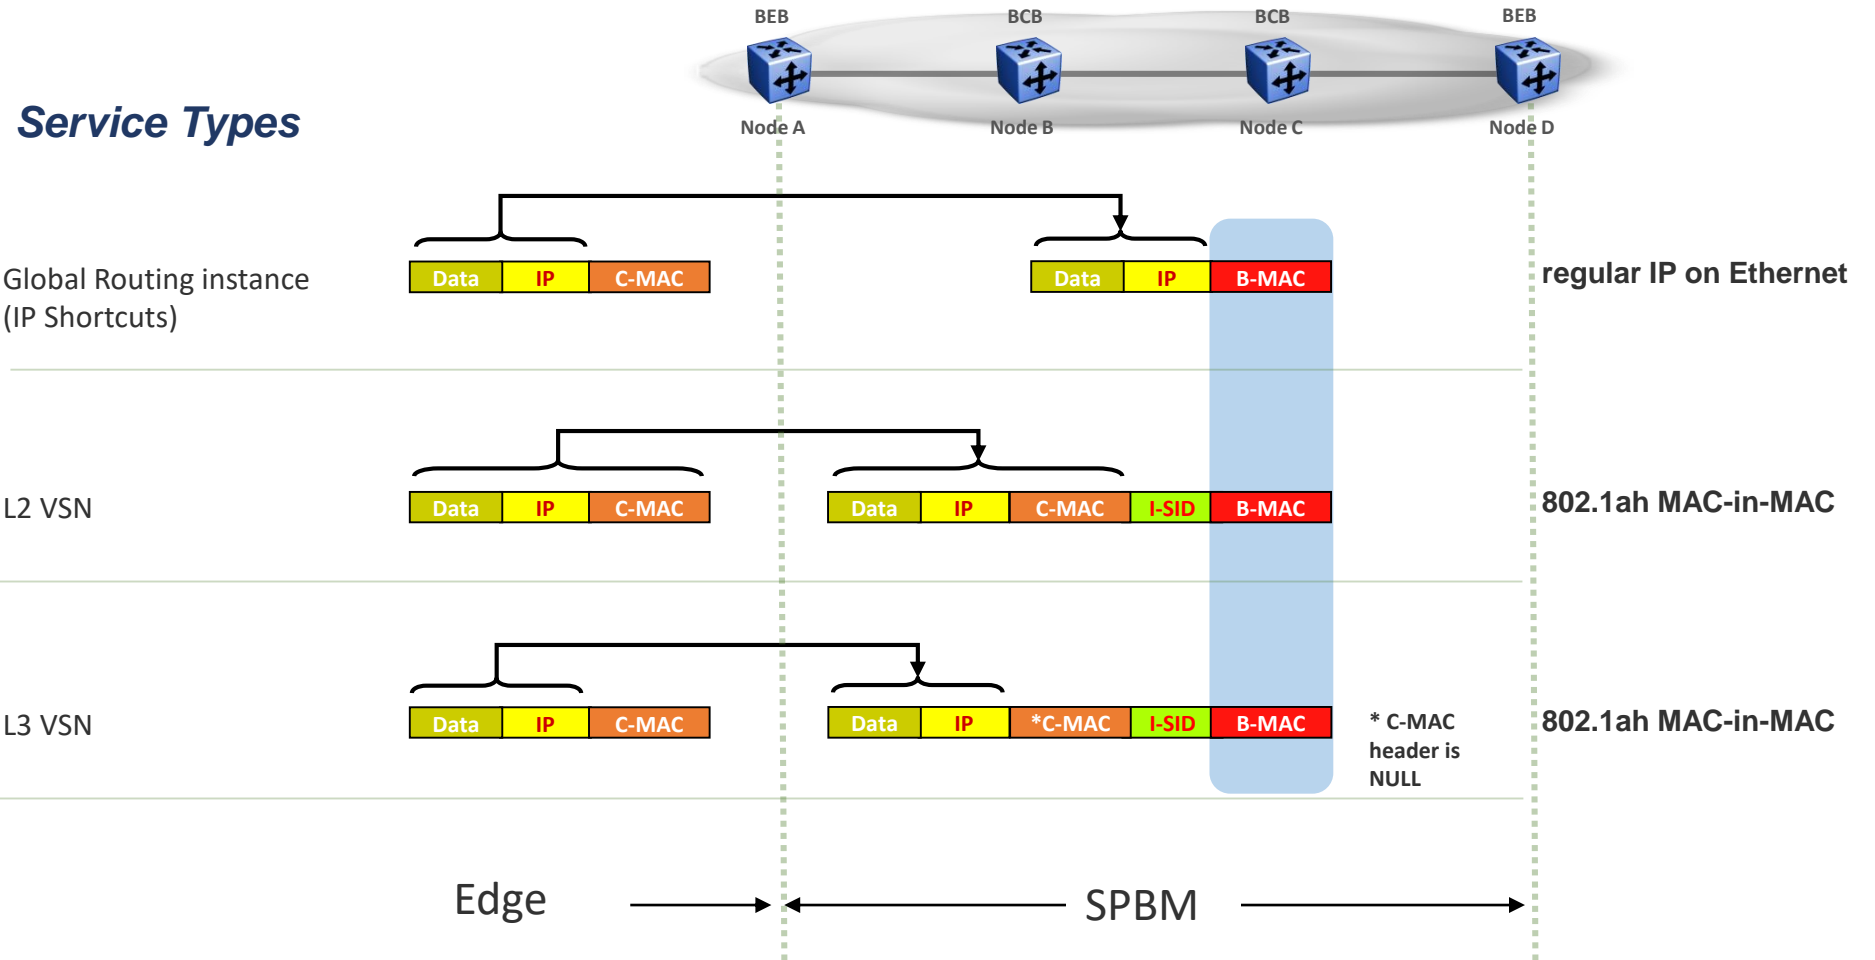 BEB BCB BCB BEB
Service Types
Node A Node B Node C Node D
Global Routing instance
(IP Shortcuts)
Data IP C-MAC Data IP B-MAC
regular IP on Ethernet
L2 VSN
Data IP C-MAC Data IP C-MAC I-SID B-MAC
802.1ah MAC-in-MAC
L3 VSN
Data IP C-MAC Data IP *C-MAC I-SID B-MAC
* C-MAC
header is
NULL
802.1ah MAC-in-MAC
Edge SPBM